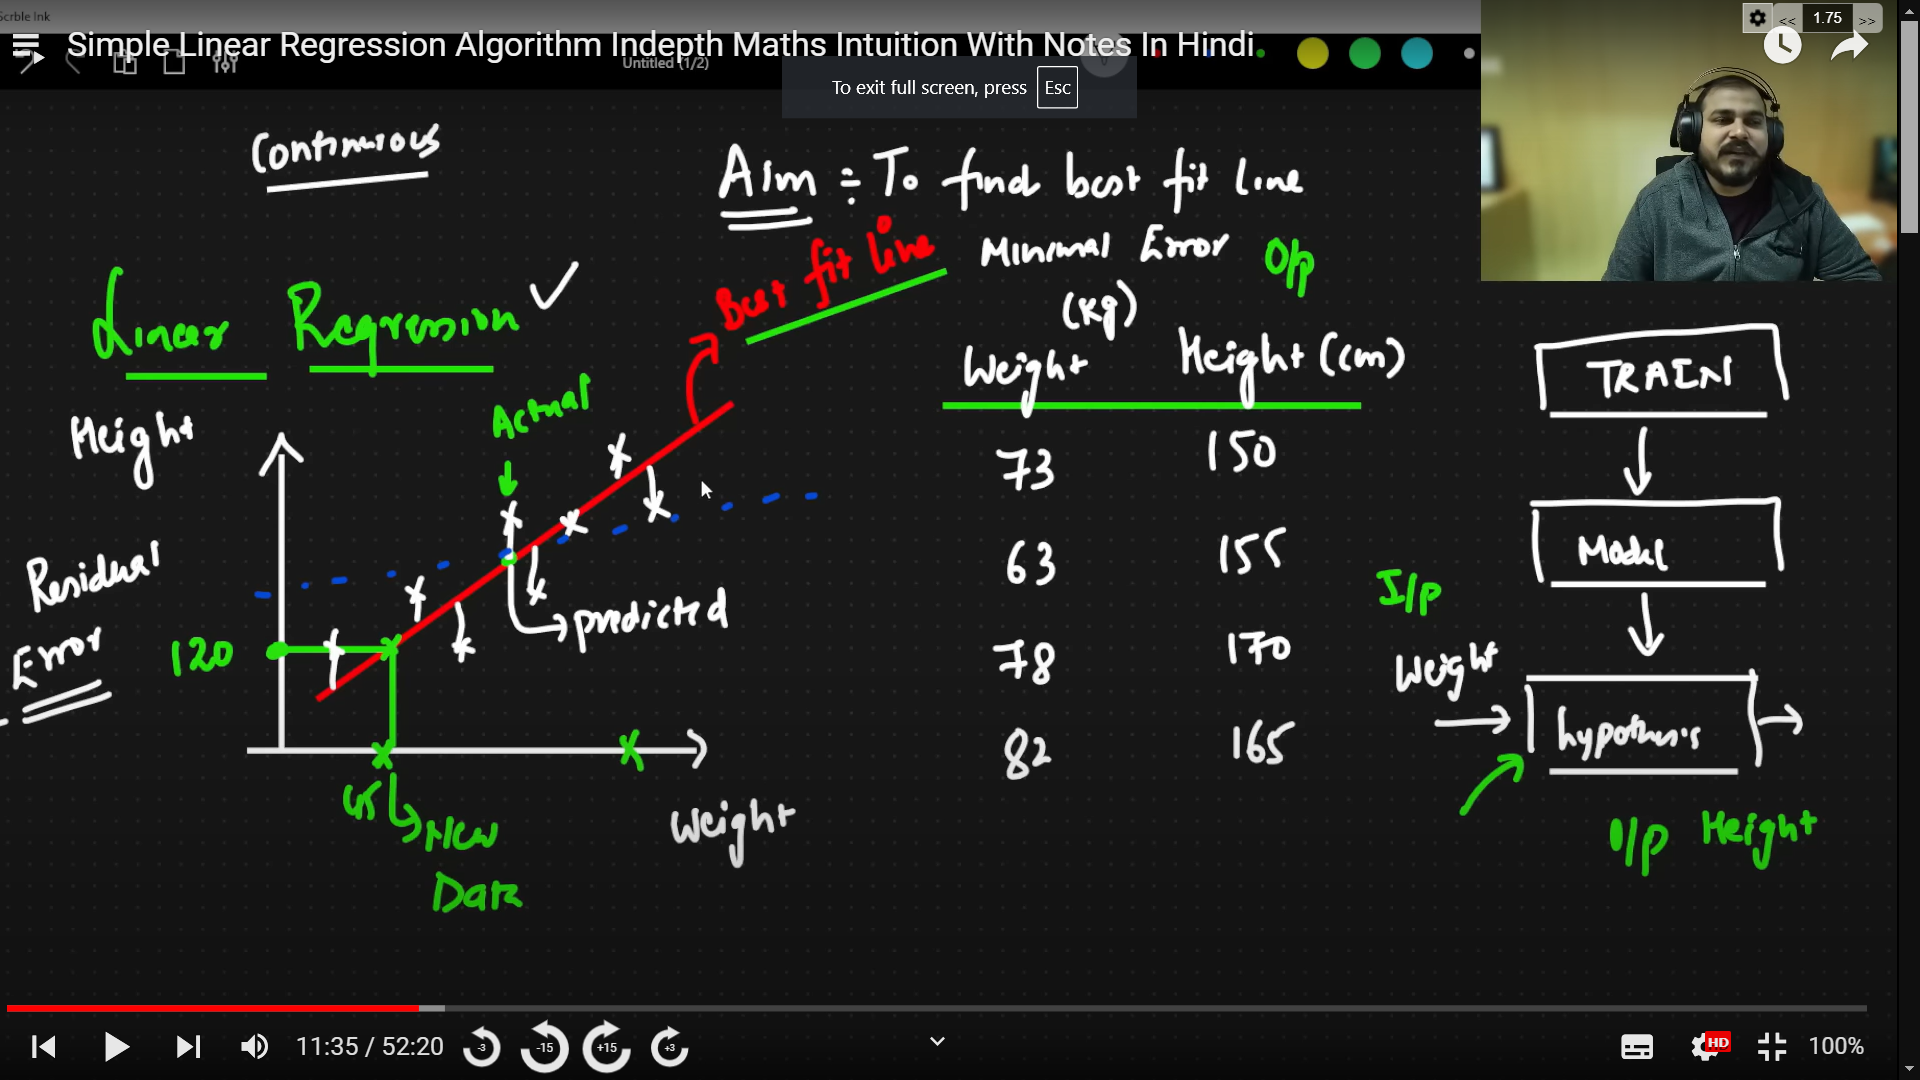 Scrble Ink
Simple Linear Regression Algorithm Indepth Maths Intuition With Notes In Hindi
Untitled (1/2)
<< 1.75 >>
To exit full screen, press Esc
Continuous
Aim ÷ To find best fit line
Minimal Error
O/p
Best fit line
Linear Regression ✓
(Kg)
Weight Height (cm)
73 150
63 155
78 170
82 165
Height
Actual
predicted
Residual
Error
120
45
New
Data
Weight
TRAIN
Model
hypothesis
I/p
Weight
O/p Height
11:35 / 52:20
-3
-15
+15
+3
HD
100%